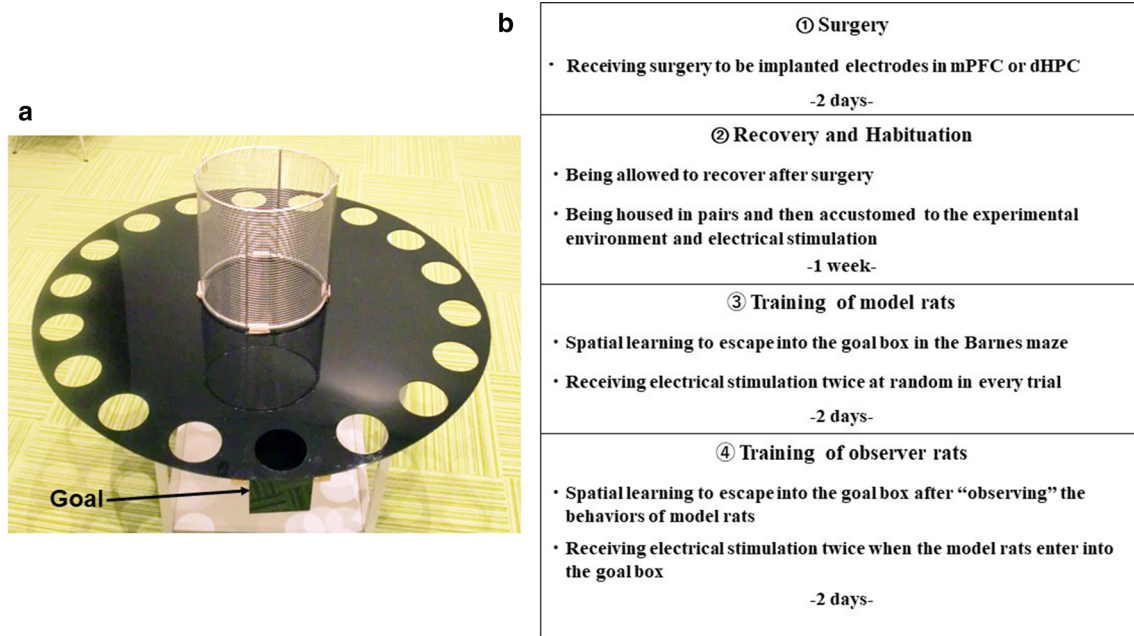 a
Goal
b
① Surgery
· Receiving surgery to be implanted electrodes in mPFC or dHPC
-2 days-
② Recovery and Habituation
· Being allowed to recover after surgery
· Being housed in pairs and then accustomed to the experimental
environment and electrical stimulation
-1 week-
③ Training of model rats
· Spatial learning to escape into the goal box in the Barnes maze
· Receiving electrical stimulation twice at random in every trial
-2 days-
④ Training of observer rats
· Spatial learning to escape into the goal box after “observing” the
behaviors of model rats
· Receiving electrical stimulation twice when the model rats enter into
the goal box
-2 days-